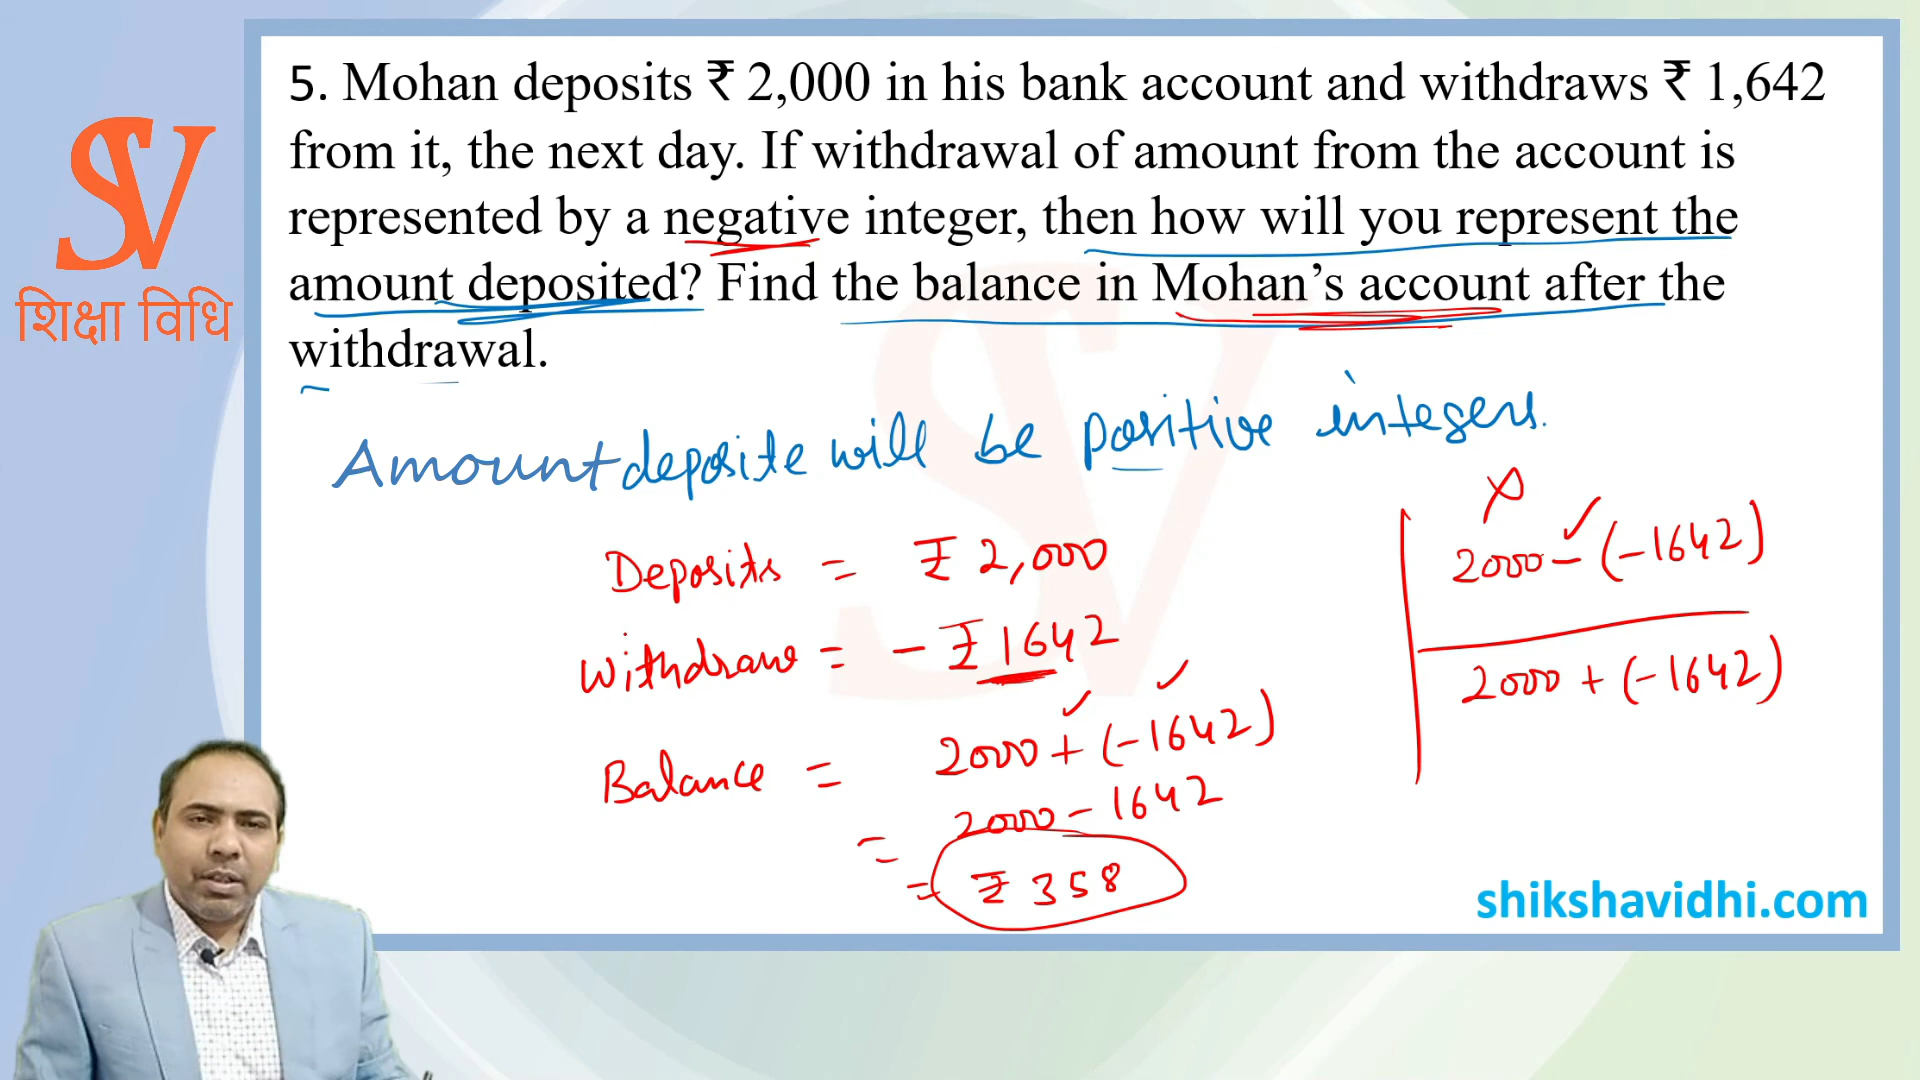 SV
शिक्षा विधि
5. Mohan deposits ₹ 2,000 in his bank account and withdraws ₹ 1,642
from it, the next day. If withdrawal of amount from the account is
represented by a negative integer, then how will you represent the
amount deposited? Find the balance in Mohan’s account after the
withdrawal.
Amount deposite will be positive integers.
Deposits = ₹ 2,000
Withdraw = - ₹ 1642
Balance = 2000 + (-1642)
= 2000 - 1642
= ₹ 358
X
2000 - (-1642)
2000 + (-1642)
shikshavidhi.com